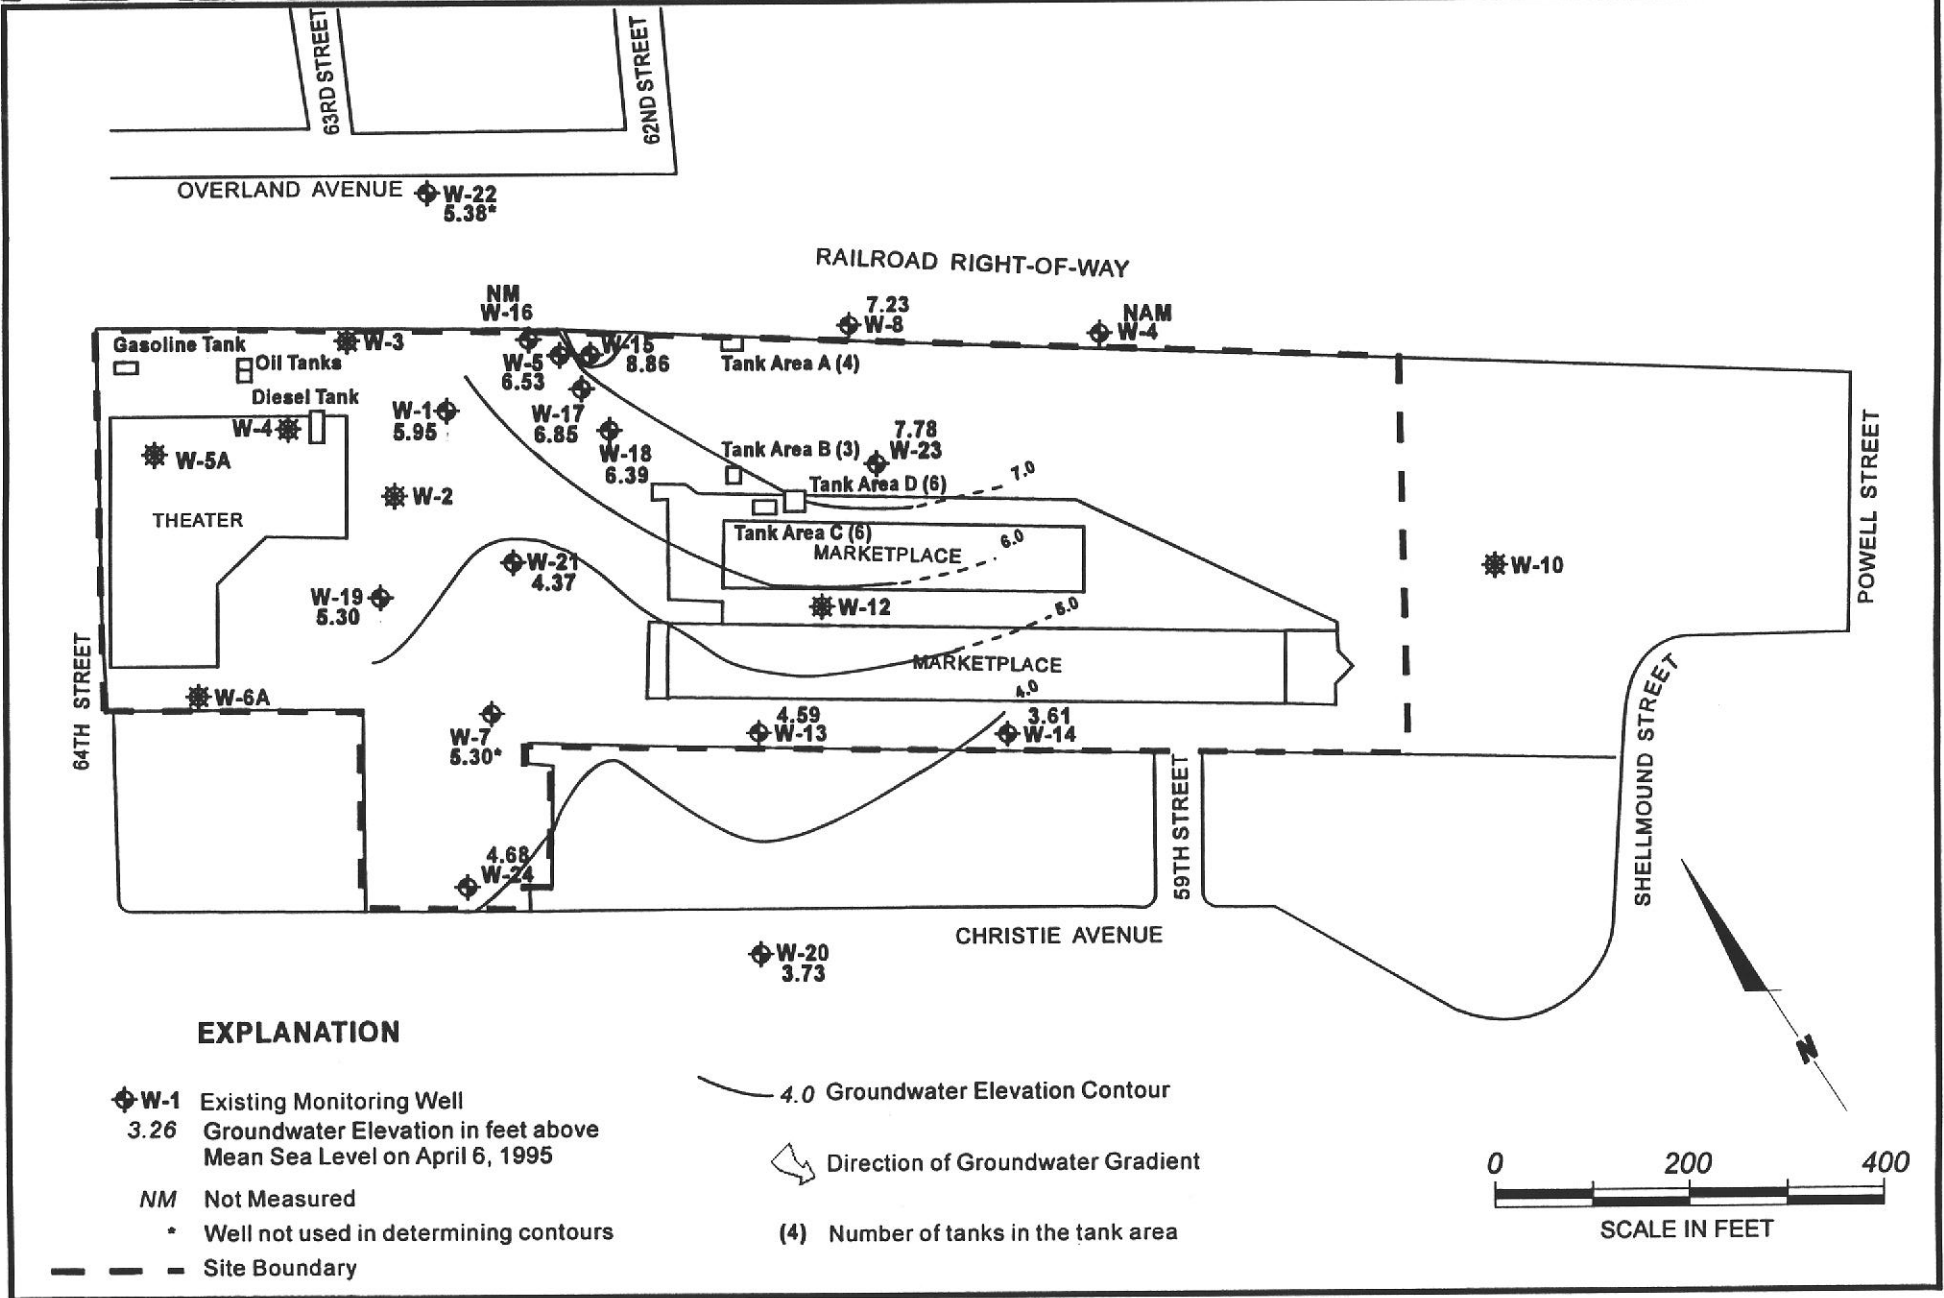 63RD STREET
62ND STREET
OVERLAND AVENUE
W-22
5.38*
RAILROAD RIGHT-OF-WAY
NM
W-16
7.23
W-8
NAM
W-4
Gasoline Tank
W-3
Oil Tanks
Diesel Tank
W-5
6.53
W-15
8.86
Tank Area A (4)
W-1
5.95
W-17
6.85
W-4
W-5A
W-18
6.39
Tank Area B (3)
7.78
W-23
7.0
Tank Area D (6)
W-2
THEATER
Tank Area C (6)
MARKETPLACE
6.0
POWELL STREET
W-10
W-21
4.37
W-19
5.30
W-12
5.0
MARKETPLACE
4.0
64TH STREET
W-6A
W-7
5.30*
4.59
W-13
3.61
W-14
59TH STREET
SHELLMOUND STREET
4.68
W-24
CHRISTIE AVENUE
W-20
3.73
N
EXPLANATION
W-1 Existing Monitoring Well
3.26 Groundwater Elevation in feet above
Mean Sea Level on April 6, 1995
NM Not Measured
* Well not used in determining contours
Site Boundary
4.0 Groundwater Elevation Contour
Direction of Groundwater Gradient
(4) Number of tanks in the tank area
0 200 400
SCALE IN FEET